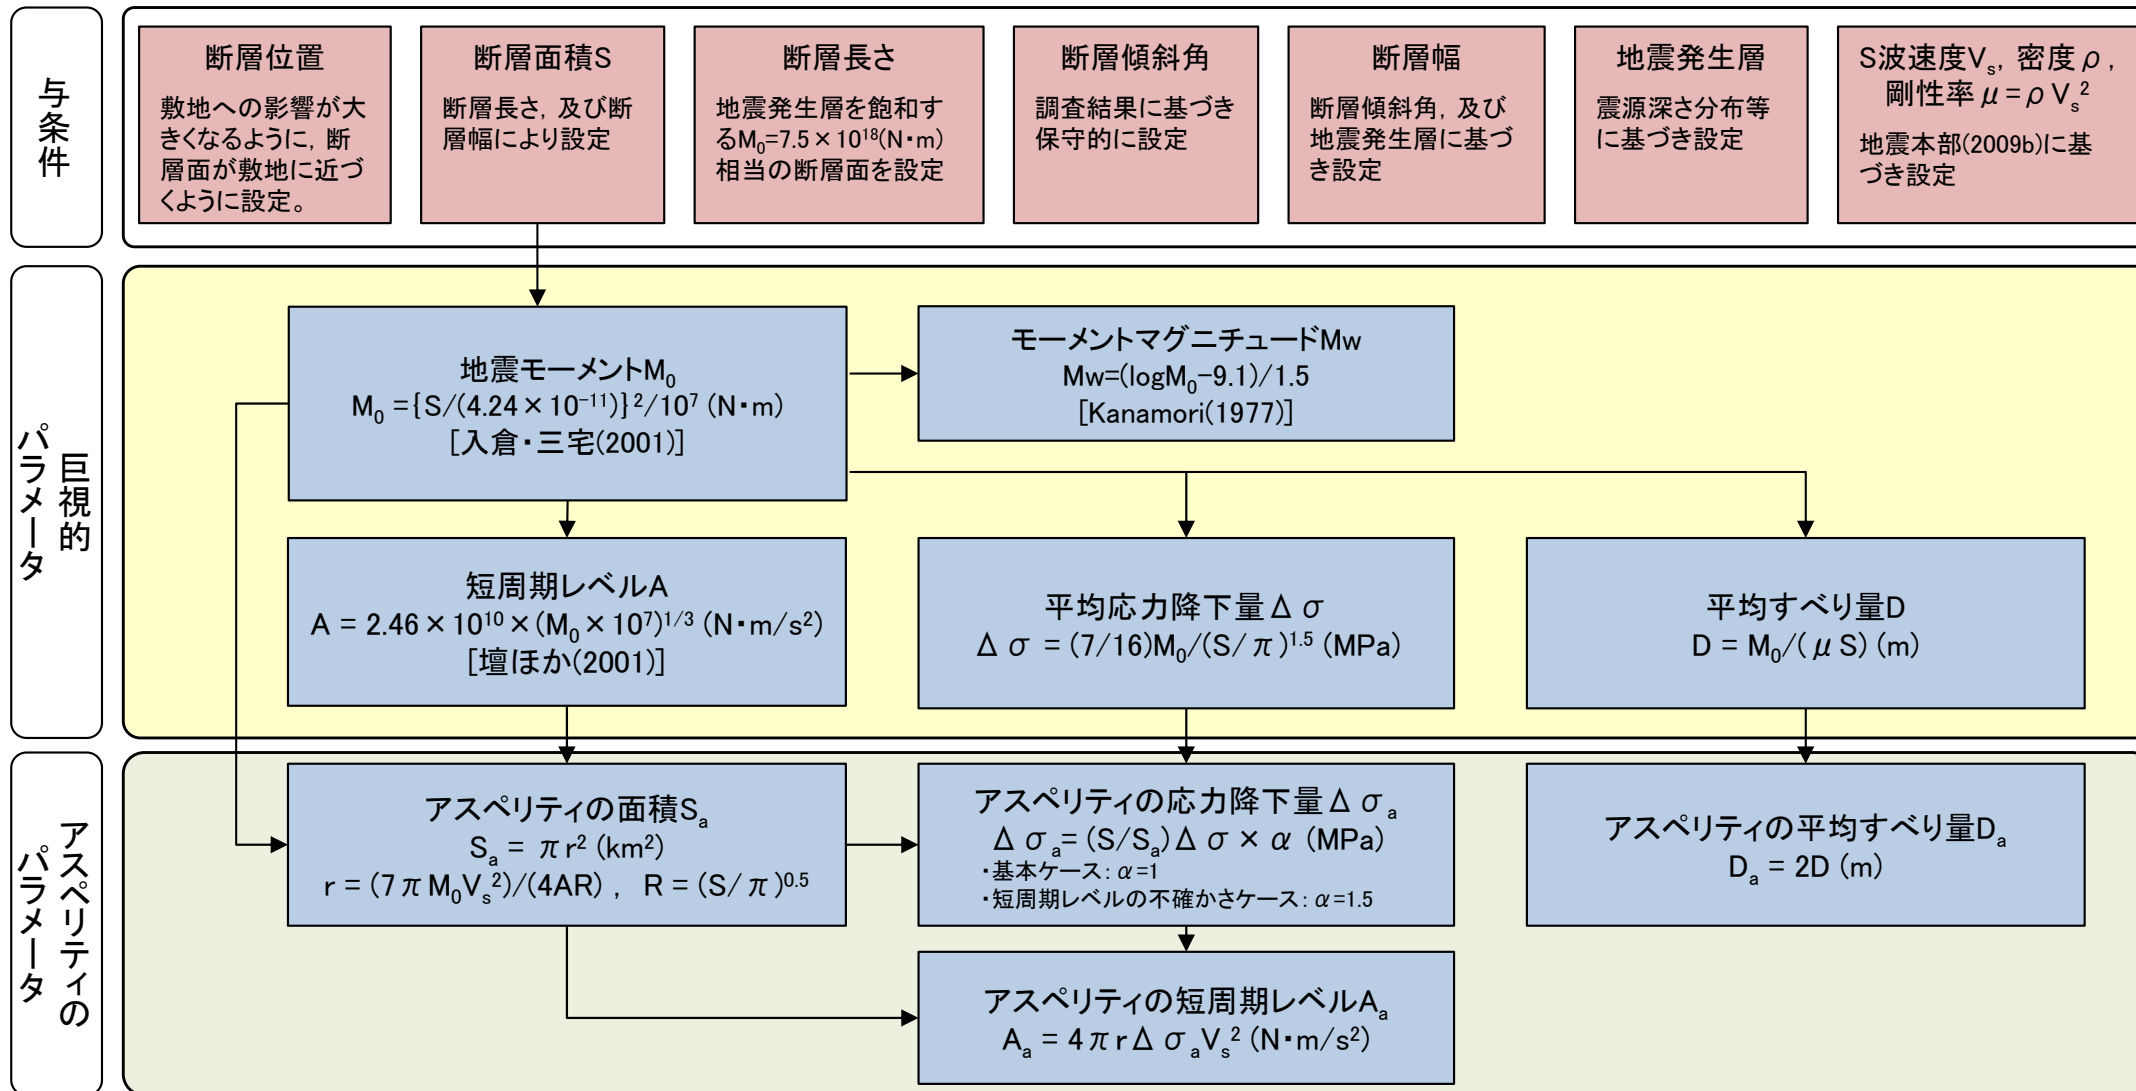 与条件
断層位置
敷地への影響が大
きくなるように，断
層面が敷地に近づ
くように設定。
断層面積S
断層長さ，及び断
層幅により設定
断層長さ
地震発生層を飽和す
るM₀=7.5×10¹⁸(N・m)
相当の断層面を設定
断層傾斜角
調査結果に基づき
保守的に設定
断層幅
断層傾斜角，及び
地震発生層に基づ
き設定
地震発生層
震源深さ分布等
に基づき設定
S波速度Vₛ，密度ρ，
剛性率μ=ρVₛ²
地震本部(2009b)に基
づき設定
巨視的
パラメータ
地震モーメントM₀
M₀={S/(4.24×10⁻¹¹)}²/10⁷ (N・m)
[入倉・三宅(2001)]
モーメントマグニチュードMw
Mw=(logM₀−9.1)/1.5
[Kanamori(1977)]
短周期レベルA
A = 2.46×10¹⁰×(M₀×10⁷)¹/³ (N・m/s²)
[壇ほか(2001)]
平均応力降下量Δσ
Δσ = (7/16)M₀/(S/π)¹·⁵ (MPa)
平均すべり量D
D = M₀/(μS) (m)
アスペリティの
パラメータ
アスペリティの面積Sₐ
Sₐ = πr² (km²)
r = (7πM₀Vₛ²)/(4AR) , R = (S/π)⁰·⁵
アスペリティの応力降下量Δσₐ
Δσₐ= (S/Sₐ)Δσ×α (MPa)
・基本ケース：α=1
・短周期レベルの不確かさケース：α=1.5
アスペリティの平均すべり量Dₐ
Dₐ = 2D (m)
アスペリティの短周期レベルAₐ
Aₐ = 4πrΔσₐVₛ² (N・m/s²)